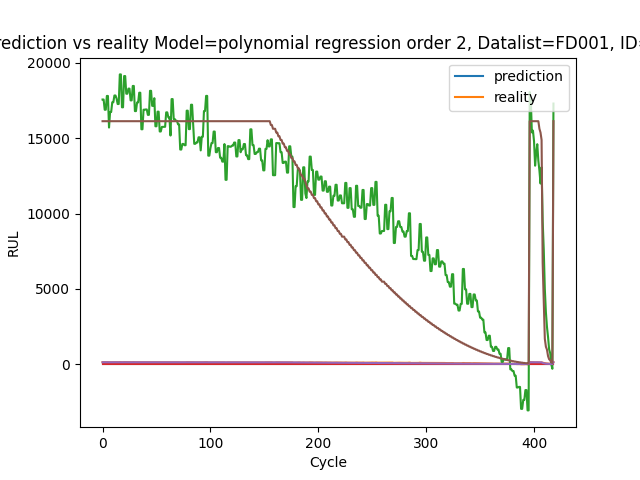 rediction vs reality Model=polynomial regression order 2, Datalist=FD001, ID=
20000
15000
10000
5000
0
RUL
prediction
reality
0 100 200 300 400
Cycle